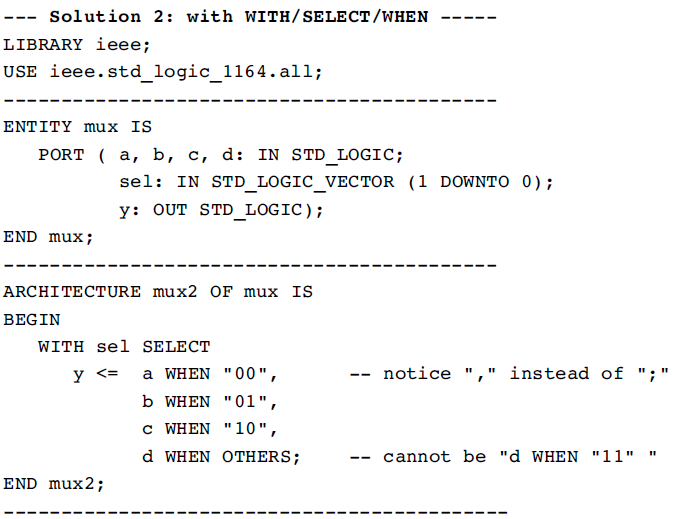 --- Solution 2: with WITH/SELECT/WHEN -----
LIBRARY ieee;
USE ieee.std_logic_1164.all;
-------------------------------------------
ENTITY mux IS
   PORT ( a, b, c, d: IN STD_LOGIC;
          sel: IN STD_LOGIC_VECTOR (1 DOWNTO 0);
          y: OUT STD_LOGIC);
END mux;
-------------------------------------------
ARCHITECTURE mux2 OF mux IS
BEGIN
   WITH sel SELECT
      y <=  a WHEN "00",      -- notice "," instead of ";"
            b WHEN "01",
            c WHEN "10",
            d WHEN OTHERS;    -- cannot be "d WHEN "11" "
END mux2;
--------------------------------------------